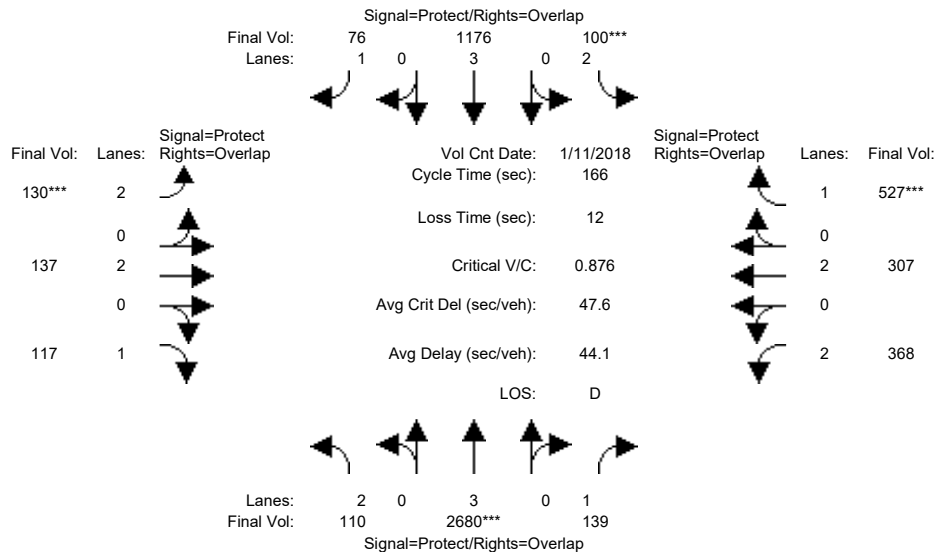 Signal=Protect/Rights=Overlap
Final Vol: 76 1176 100***
Lanes: 1 0 3 0 2
Signal=Protect Signal=Protect
Final Vol: Lanes: Rights=Overlap Vol Cnt Date: 1/11/2018 Rights=Overlap Lanes: Final Vol:
Cycle Time (sec): 166
130*** 2 1 527***
Loss Time (sec): 12
0 0
137 2 Critical V/C: 0.876 2 307
0 Avg Crit Del (sec/veh): 47.6 0
117 1 Avg Delay (sec/veh): 44.1 2 368
LOS: D
Lanes: 2 0 3 0 1
Final Vol: 110 2680*** 139
Signal=Protect/Rights=Overlap